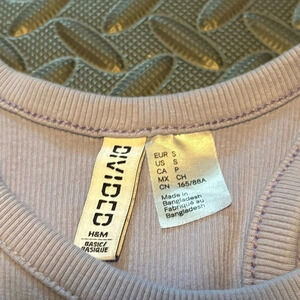 DIVIDED
H&M
BASIC/
BASIQUE
EUR S
US S
CA P
MX CH
CN 165/88A
Made in
Bangladesh
Fabriqué au
Bangladesh